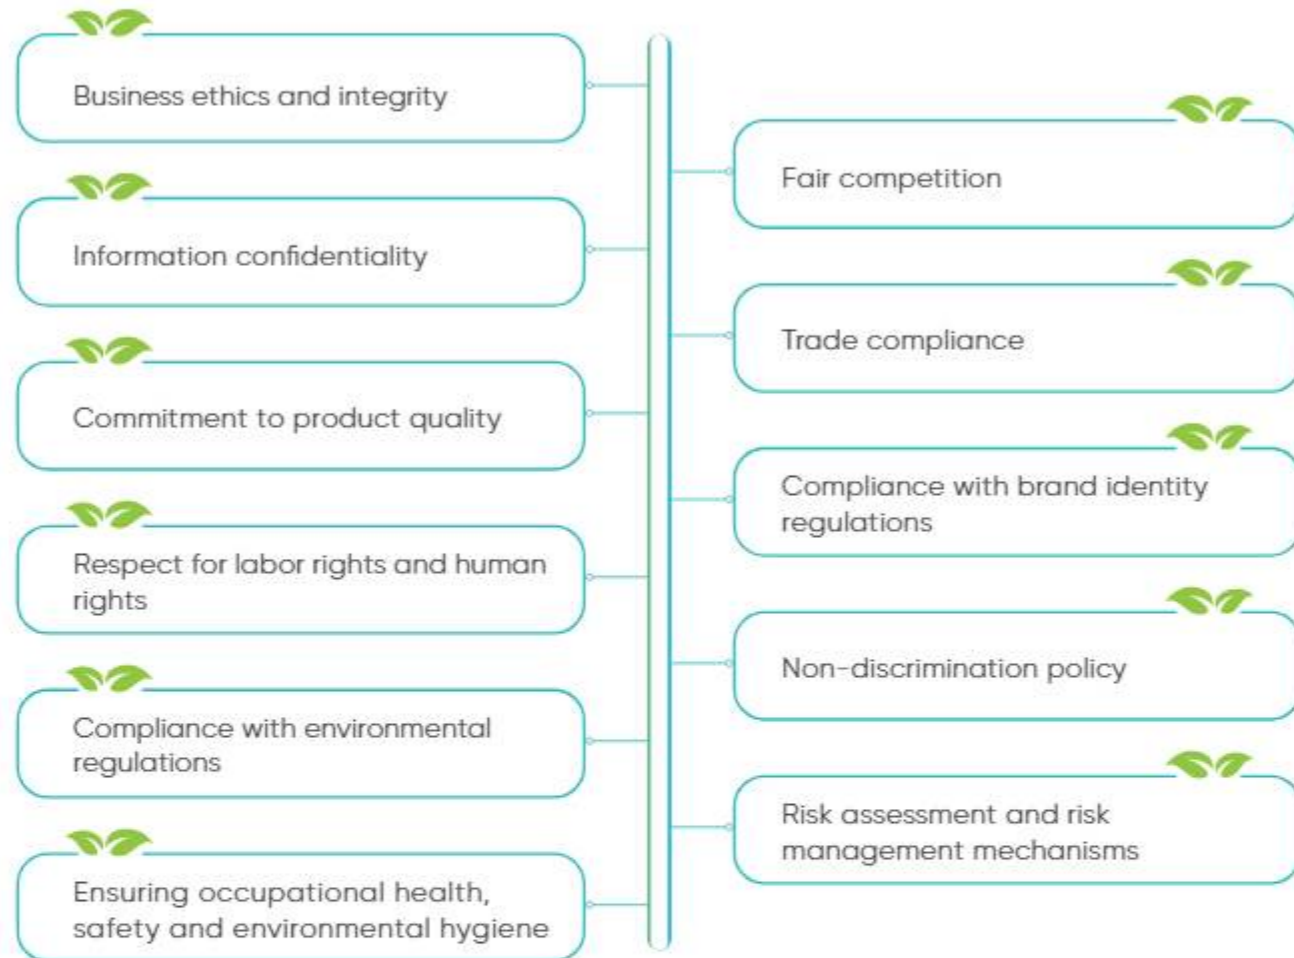 Business ethics and integrity
Fair competition
Information confidentiality
Trade compliance
Commitment to product quality
Compliance with brand identity
regulations
Respect for labor rights and human
rights
Non-discrimination policy
Compliance with environmental
regulations
Risk assessment and risk
management mechanisms
Ensuring occupational health,
safety and environmental hygiene